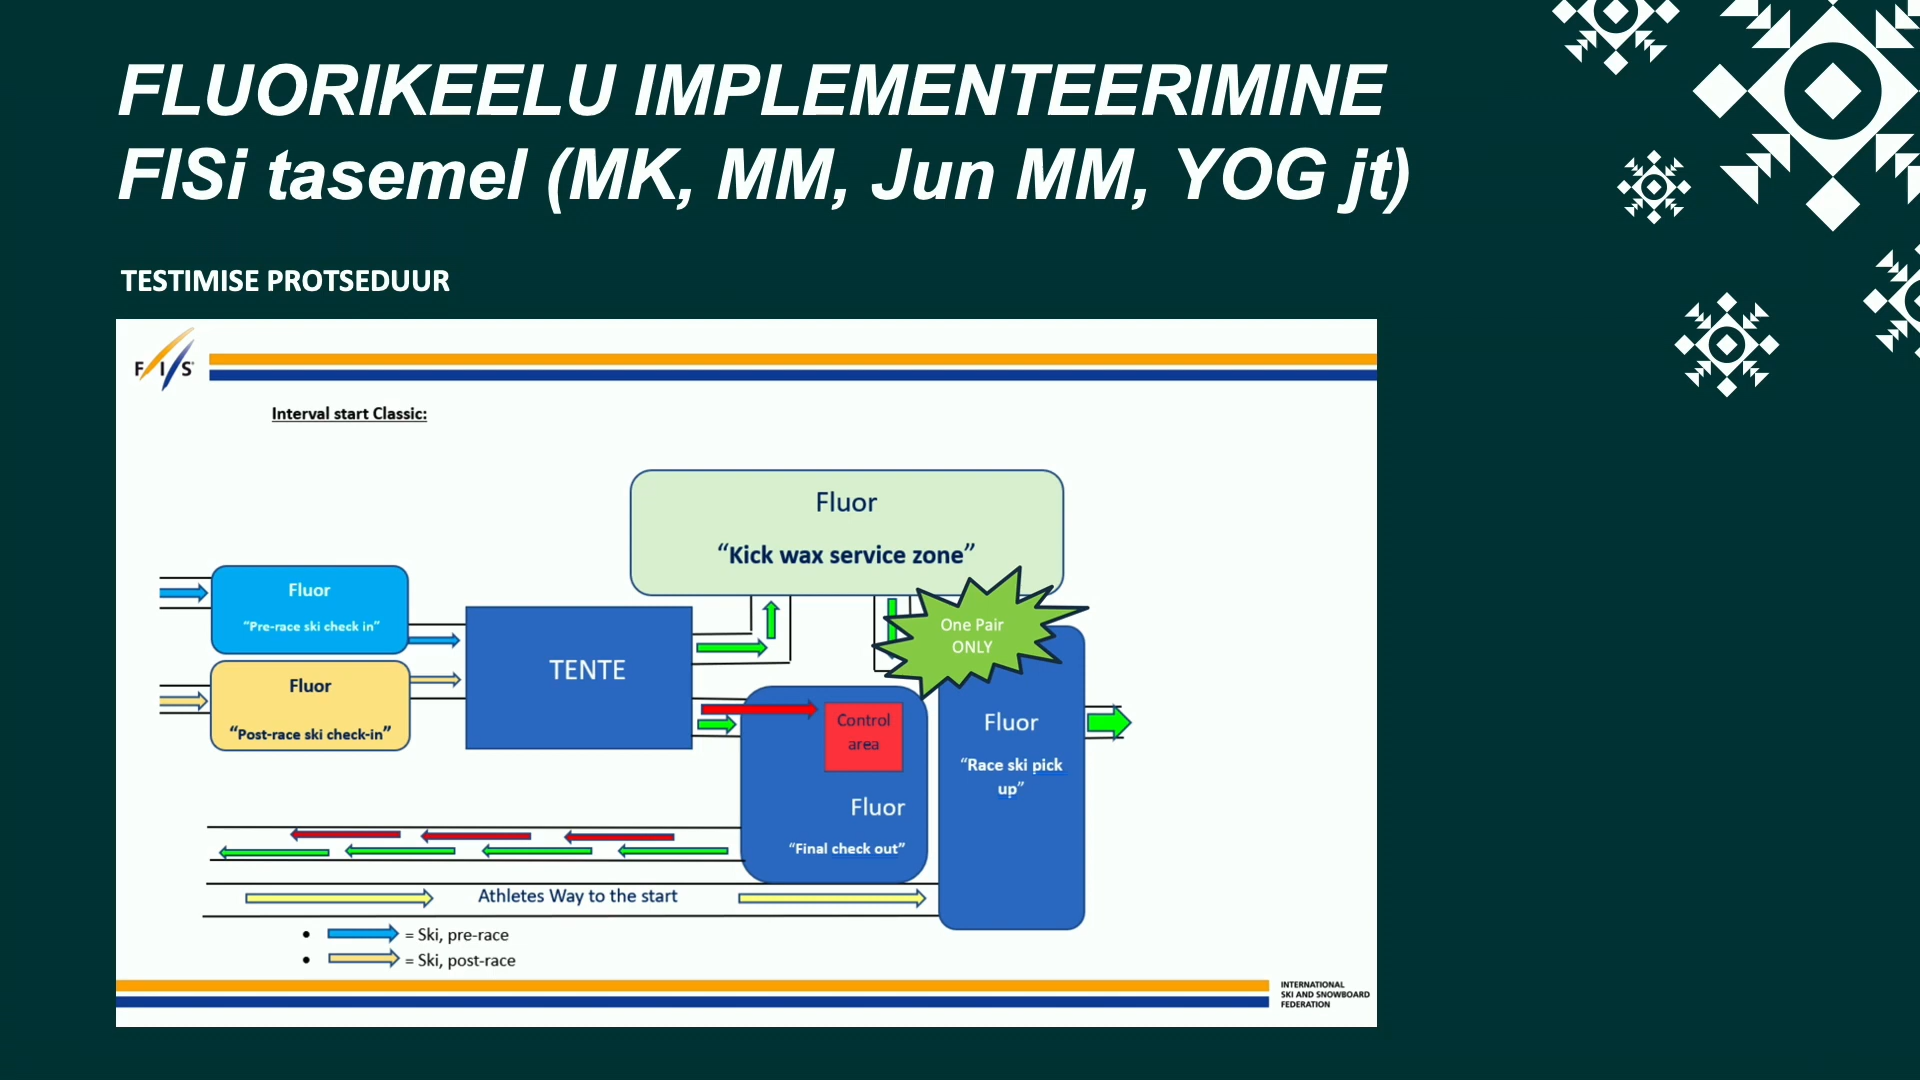 FLUORIKEELU IMPLEMENTEERIMINE
FISi tasemel (MK, MM, Jun MM, YOG jt)
TESTIMISE PROTSEDUUR
FIS
Interval start Classic:
Fluor
“Kick wax service zone”
Fluor
“Pre-race ski check in”
One Pair
ONLY
TENTE
Fluor
“Post-race ski check-in”
Control
area
Fluor
“Race ski pick
up”
Fluor
“Final check out”
Athletes Way to the start
• = Ski, pre-race
• = Ski, post-race
INTERNATIONAL
SKI AND SNOWBOARD
FEDERATION